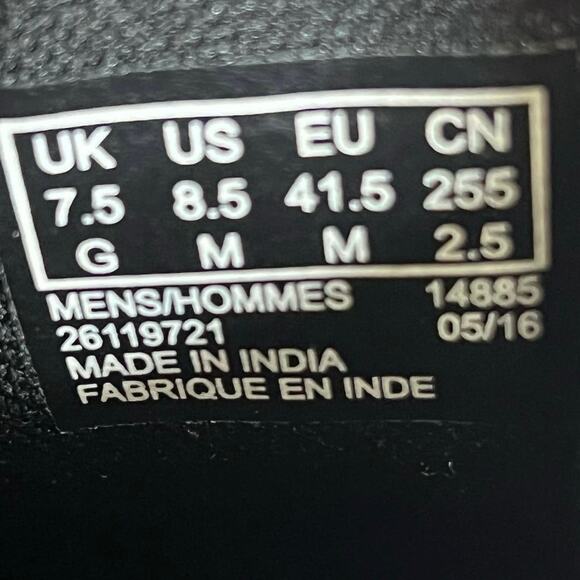 UK US EU CN
7.5 8.5 41.5 255
G M M 2.5
MENS/HOMMES 14885
26119721 05/16
MADE IN INDIA
FABRIQUE EN INDE